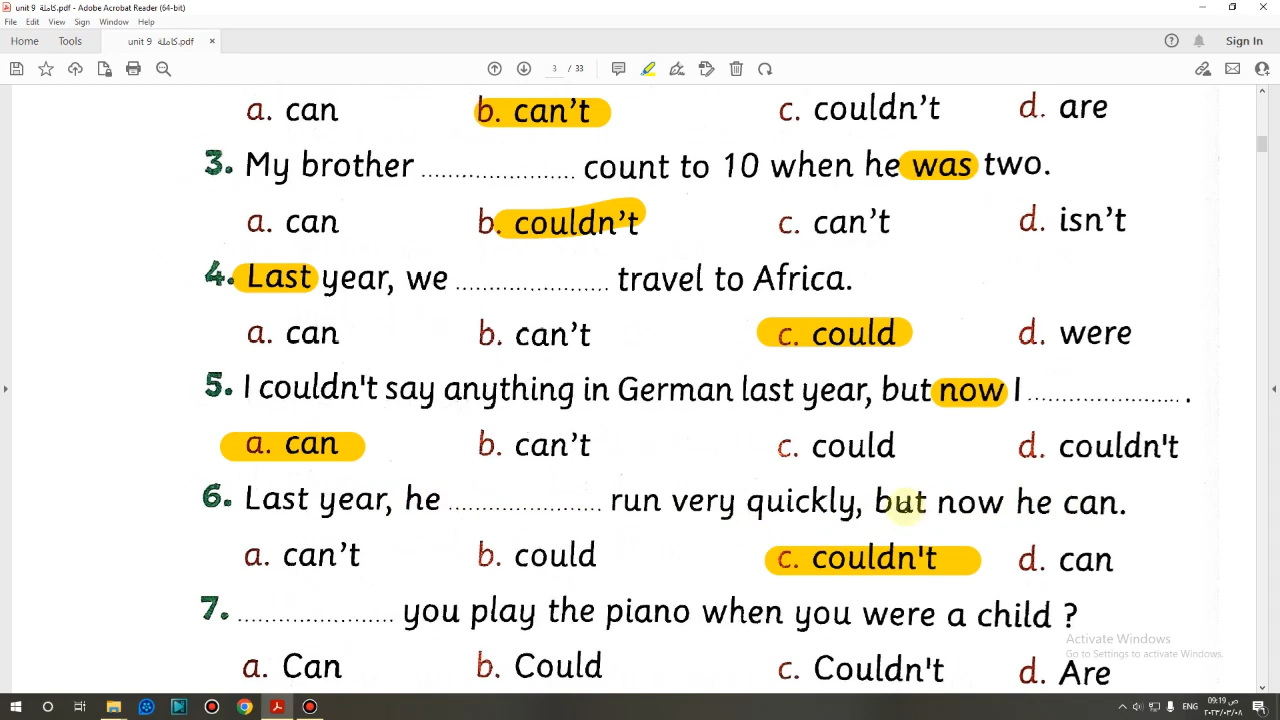 unit 9 كاملة.pdf - Adobe Acrobat Reader (64-bit)
File Edit View Sign Window Help
Home Tools unit 9 كاملة.pdf × Sign In
3 / 33
a. can b. can't c. couldn't d. are
3. My brother ........................ count to 10 when he was two.
a. can b. couldn't c. can't d. isn't
4. Last year, we ........................ travel to Africa.
a. can b. can't c. could d. were
5. I couldn't say anything in German last year, but now I ........................ .
a. can b. can't c. could d. couldn't
6. Last year, he ........................ run very quickly, but now he can.
a. can't b. could c. couldn't d. can
7. ........................ you play the piano when you were a child ?
a. Can b. Could c. Couldn't d. Are
Activate Windows
Go to Settings to activate Windows.
ENG
09:19 ص
٢٠٢٣/٠٣/٠٨